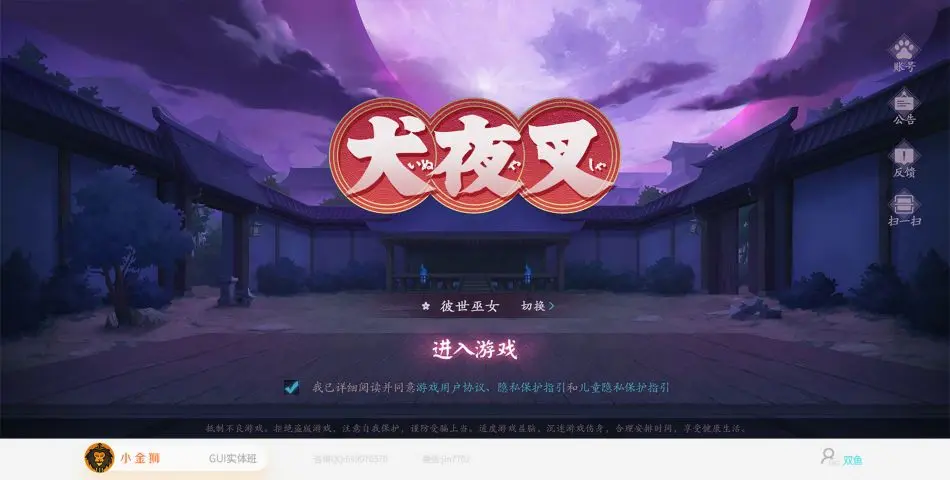 犬夜叉
いぬ や しゃ
账号
公告
反馈
扫一扫
彼世巫女 切换
进入游戏
我已详细阅读并同意游戏用户协议、隐私保护指引和儿童隐私保护指引
抵制不良游戏。拒绝盗版游戏、注意自我保护，谨防受骗上当。适度游戏益脑，沉迷游戏伤身，合理安排时间，享受健康生活。
小金狮 GUI实体班
双鱼